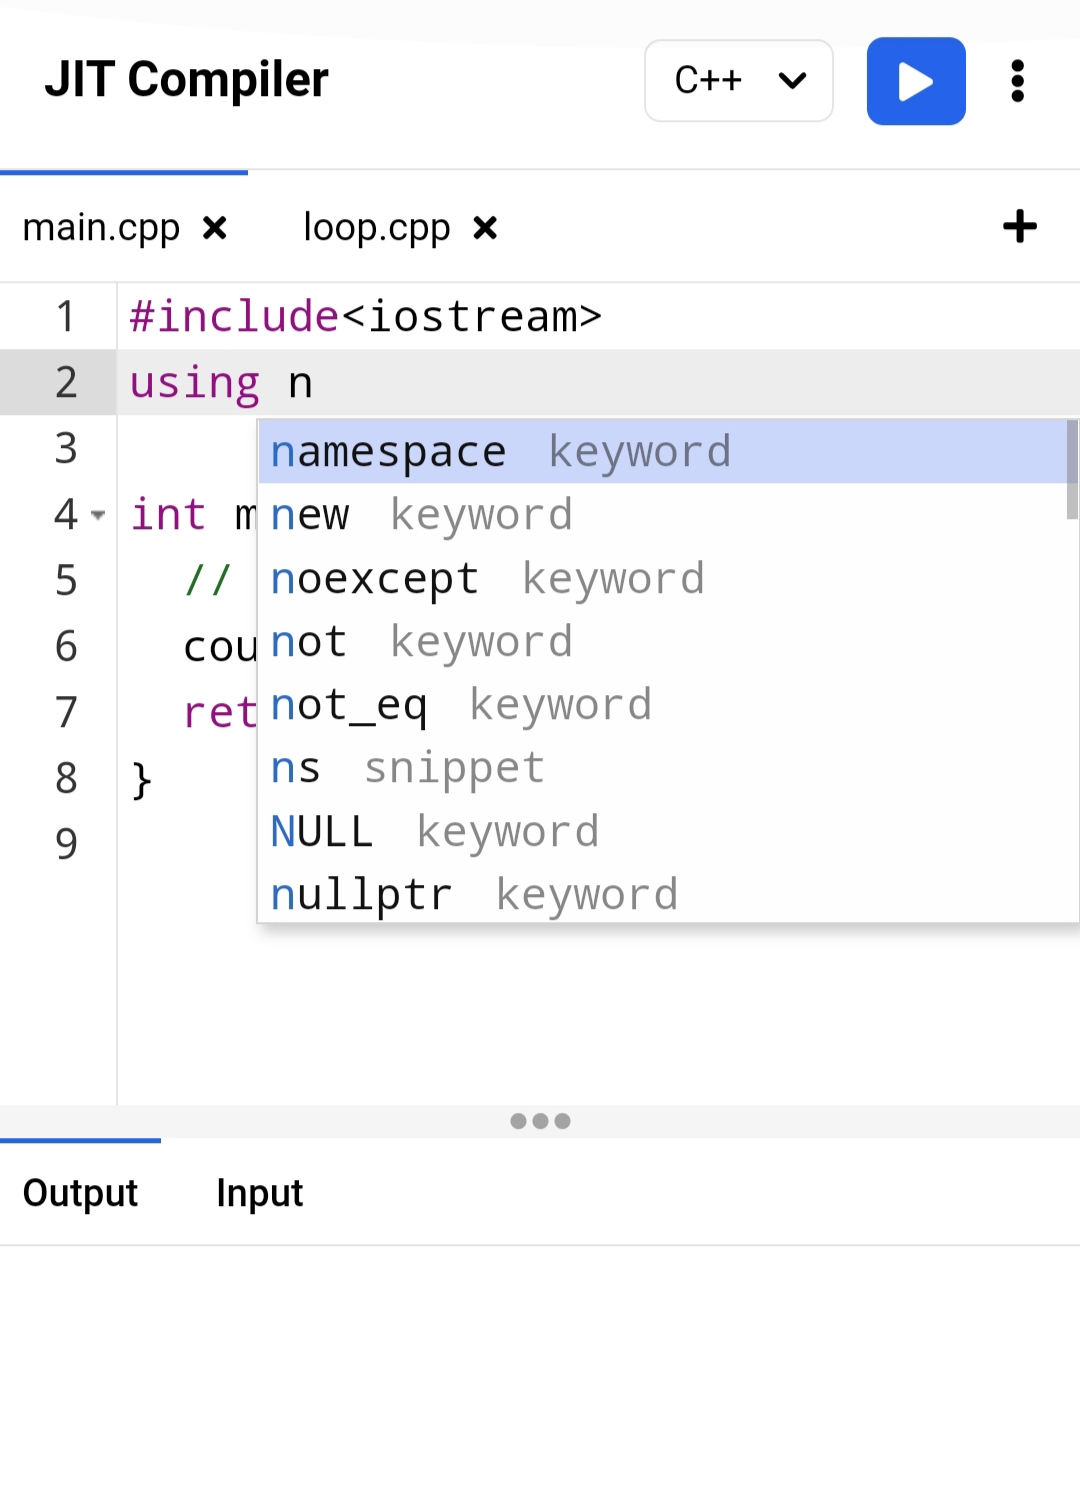 JIT Compiler C++
main.cpp loop.cpp
1 #include<iostream>
2 using n
namespace keyword
3
new keyword
4 int m
noexcept keyword
5 //
not keyword
6 cou
not_eq keyword
7 ret
ns snippet
8 }
NULL keyword
9
nullptr keyword
Output Input